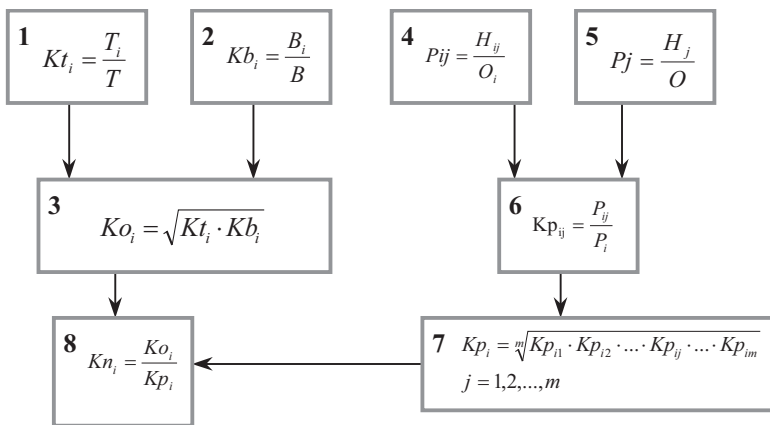 1 Kt_i = T_i / T
2 Kb_i = B_i / B
4 Pij = H_ij / O_i
5 Pj = H_j / O
3 Ko_i = √(Kt_i · Kb_i)
6 Kp_ij = P_ij / P_i
8 Kn_i = Ko_i / Kp_i
7 Kp_i = ᵐ√(Kp_i1 · Kp_i2 · ... · Kp_ij · ... · Kp_im)
j = 1,2,...,m